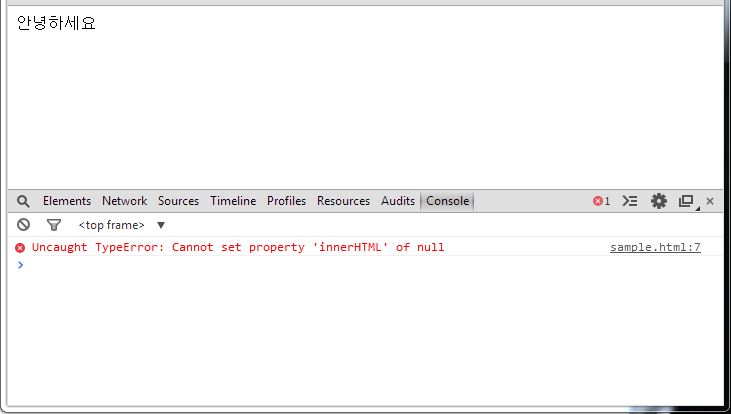 안녕하세요
Elements Network Sources Timeline Profiles Resources Audits Console 1
<top frame> ▼
Uncaught TypeError: Cannot set property 'innerHTML' of null sample.html:7
>